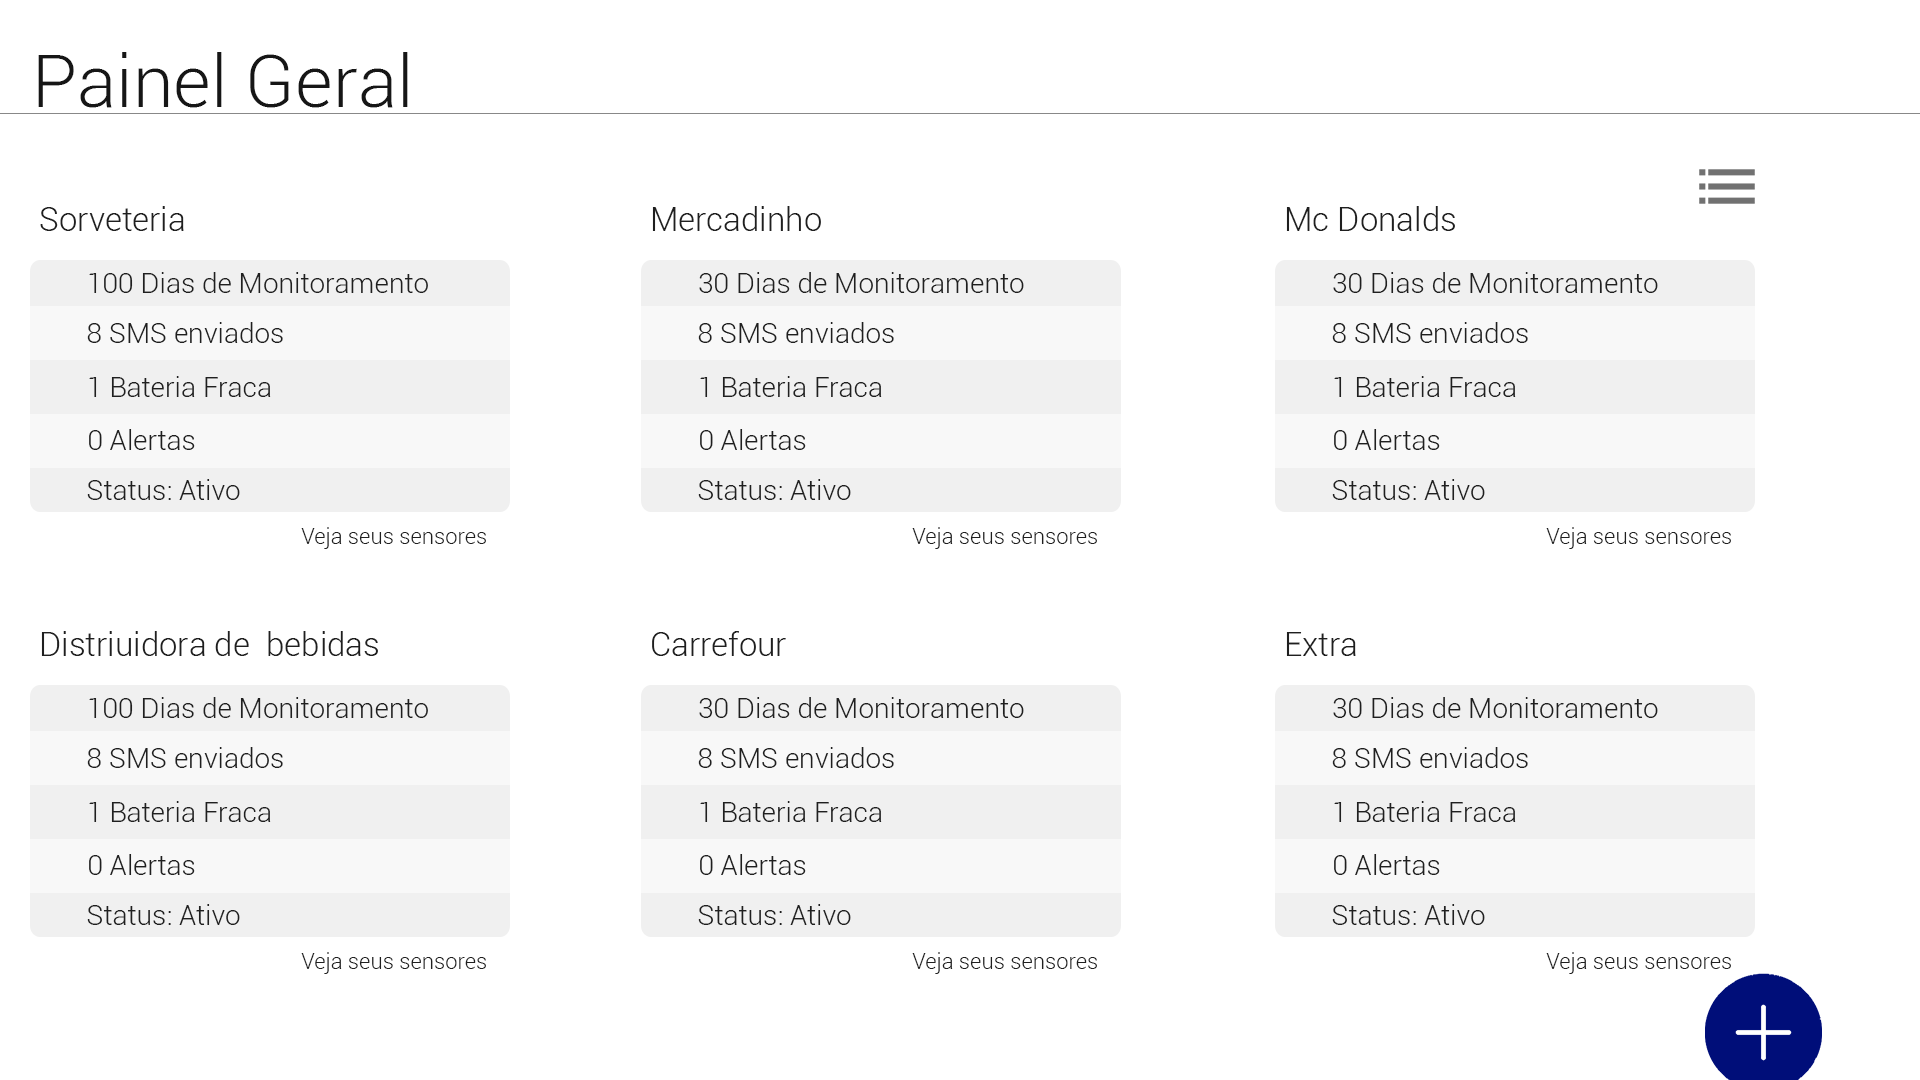 Painel Geral
Sorveteria
100 Dias de Monitoramento
8 SMS enviados
1 Bateria Fraca
0 Alertas
Status: Ativo
Veja seus sensores
Mercadinho
30 Dias de Monitoramento
8 SMS enviados
1 Bateria Fraca
0 Alertas
Status: Ativo
Veja seus sensores
Mc Donalds
30 Dias de Monitoramento
8 SMS enviados
1 Bateria Fraca
0 Alertas
Status: Ativo
Veja seus sensores
Distriuidora de  bebidas
100 Dias de Monitoramento
8 SMS enviados
1 Bateria Fraca
0 Alertas
Status: Ativo
Veja seus sensores
Carrefour
30 Dias de Monitoramento
8 SMS enviados
1 Bateria Fraca
0 Alertas
Status: Ativo
Veja seus sensores
Extra
30 Dias de Monitoramento
8 SMS enviados
1 Bateria Fraca
0 Alertas
Status: Ativo
Veja seus sensores